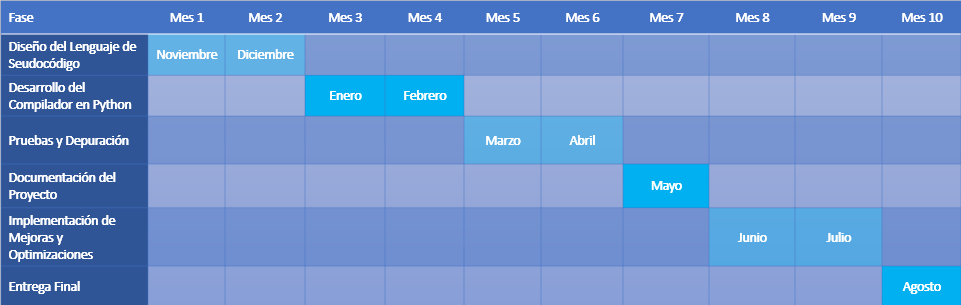 Fase Mes 1 Mes 2 Mes 3 Mes 4 Mes 5 Mes 6 Mes 7 Mes 8 Mes 9 Mes 10
Diseño del Lenguaje de
Seudocódigo
Noviembre Diciembre
Desarrollo del
Compilador en Python
Enero Febrero
Pruebas y Depuración Marzo Abril
Documentación del
Proyecto
Mayo
Implementación de
Mejoras y
Optimizaciones
Junio Julio
Entrega Final Agosto